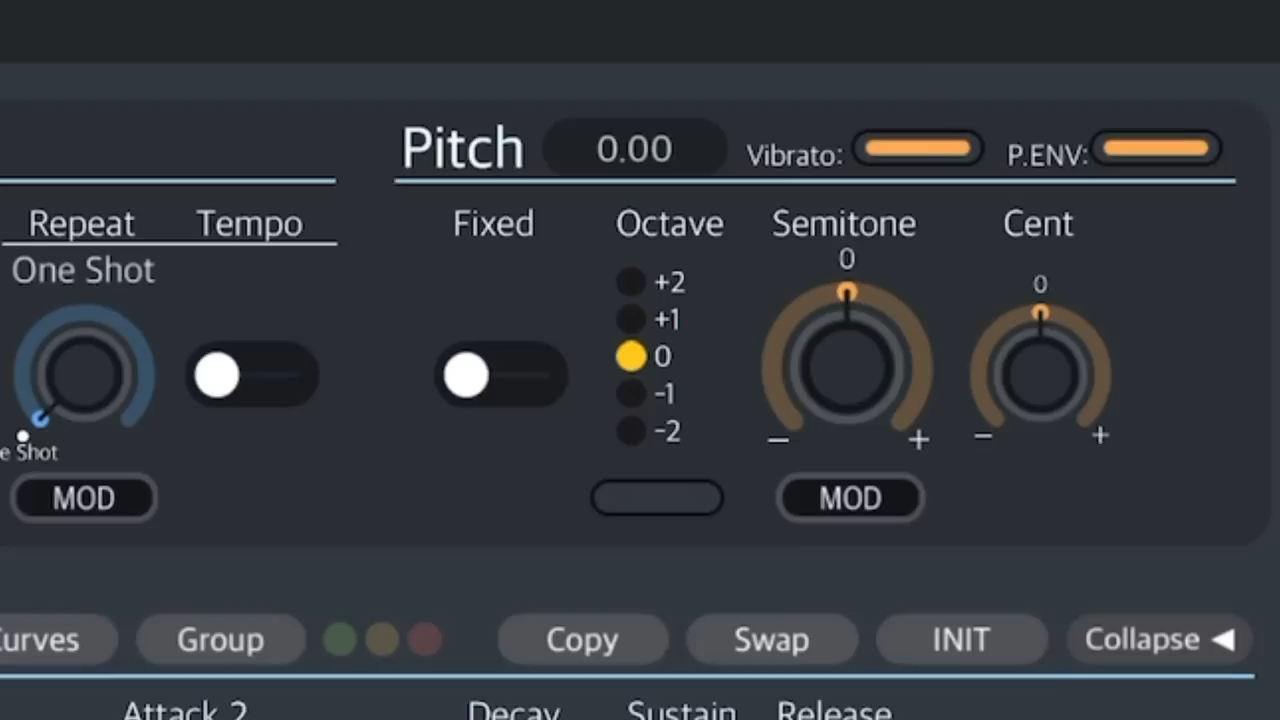 Pitch 0.00 Vibrato: P.ENV:
Repeat Tempo Fixed Octave Semitone Cent
One Shot
0
0
+2
+1
0
-1
-2
− + − +
e Shot
MOD MOD
urves Group Copy Swap INIT Collapse ◀
Attack 2 Decay Sustain Release